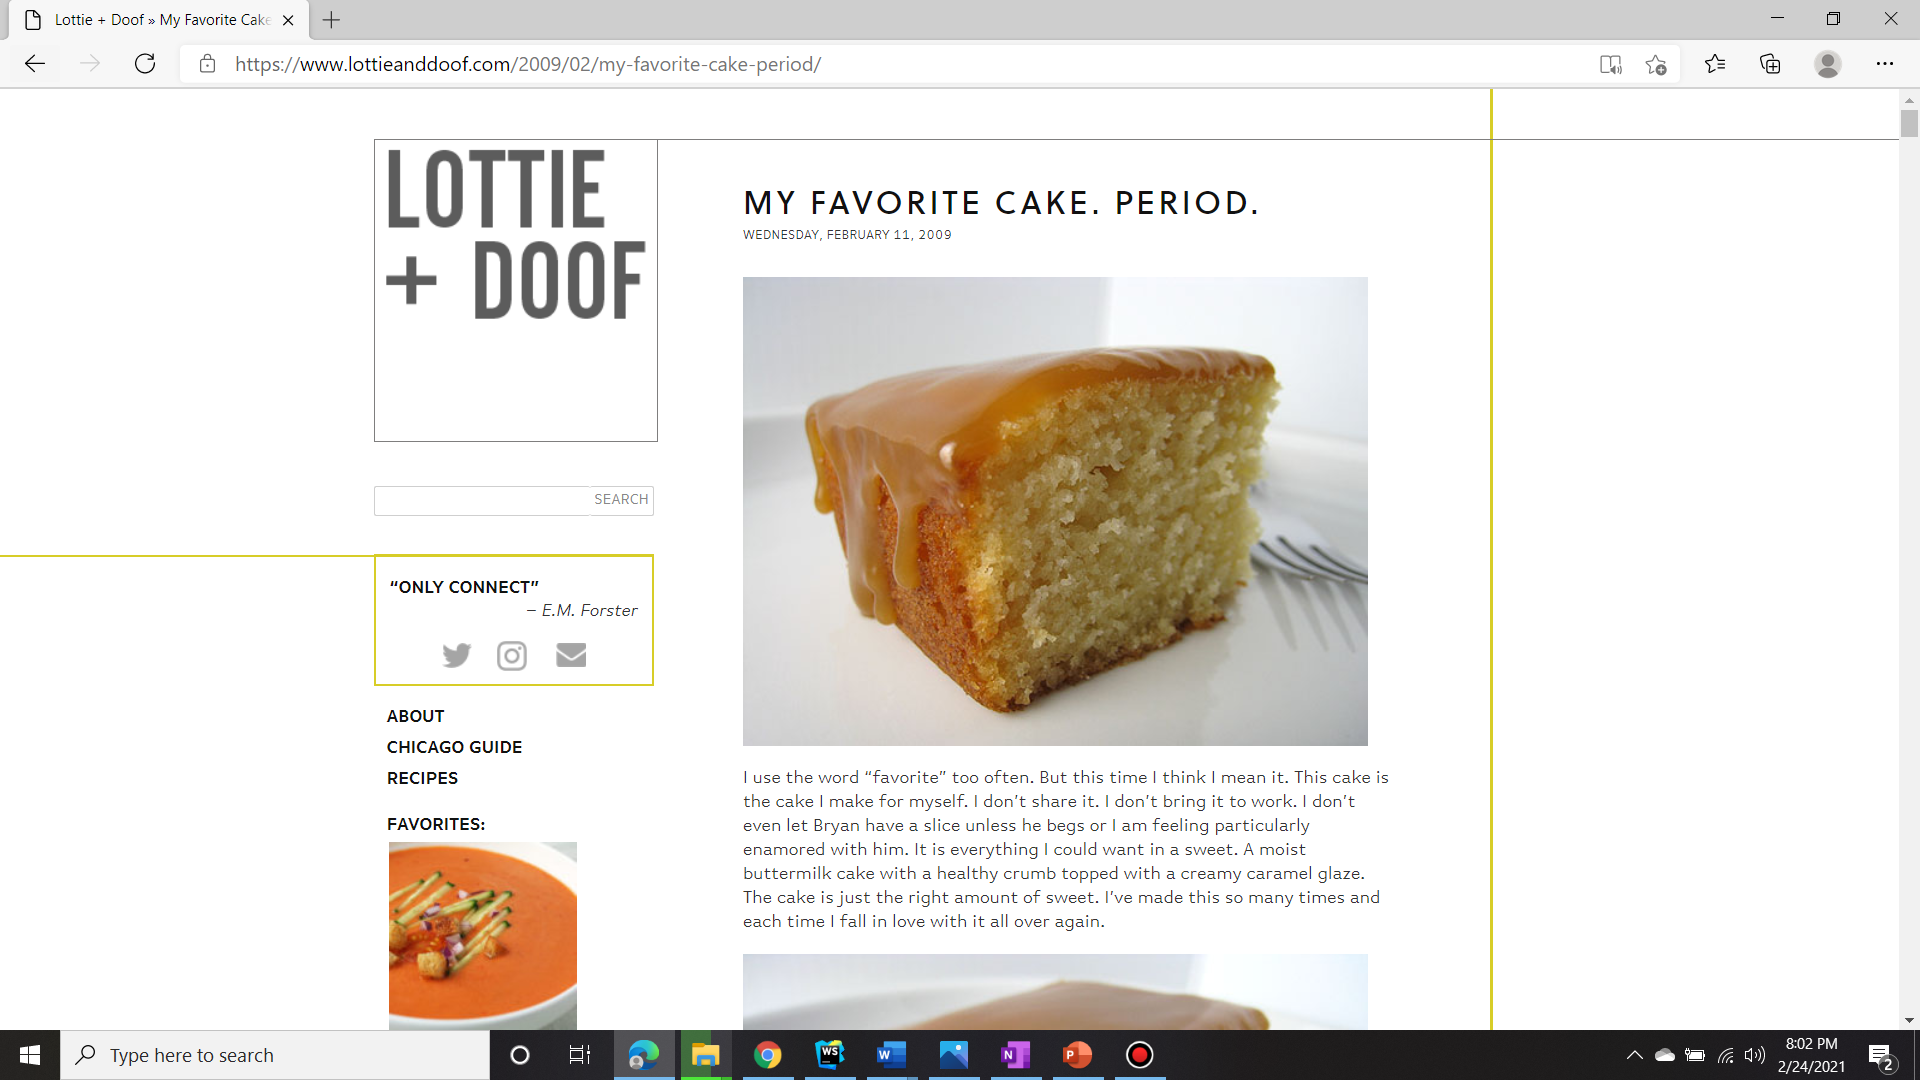 Lottie + Doof » My Favorite Cake
https://www.lottieanddoof.com/2009/02/my-favorite-cake-period/
LOTTIE
+ DOOF
SEARCH
“ONLY CONNECT”
– E.M. Forster
ABOUT
CHICAGO GUIDE
RECIPES
FAVORITES:
MY FAVORITE CAKE. PERIOD.
WEDNESDAY, FEBRUARY 11, 2009
I use the word “favorite” too often. But this time I think I mean it. This cake is
the cake I make for myself. I don’t share it. I don’t bring it to work. I don’t
even let Bryan have a slice unless he begs or I am feeling particularly
enamored with him. It is everything I could want in a sweet. A moist
buttermilk cake with a healthy crumb topped with a creamy caramel glaze.
The cake is just the right amount of sweet. I’ve made this so many times and
each time I fall in love with it all over again.
Type here to search
WS
W
N
P
8:02 PM
2/24/2021
2